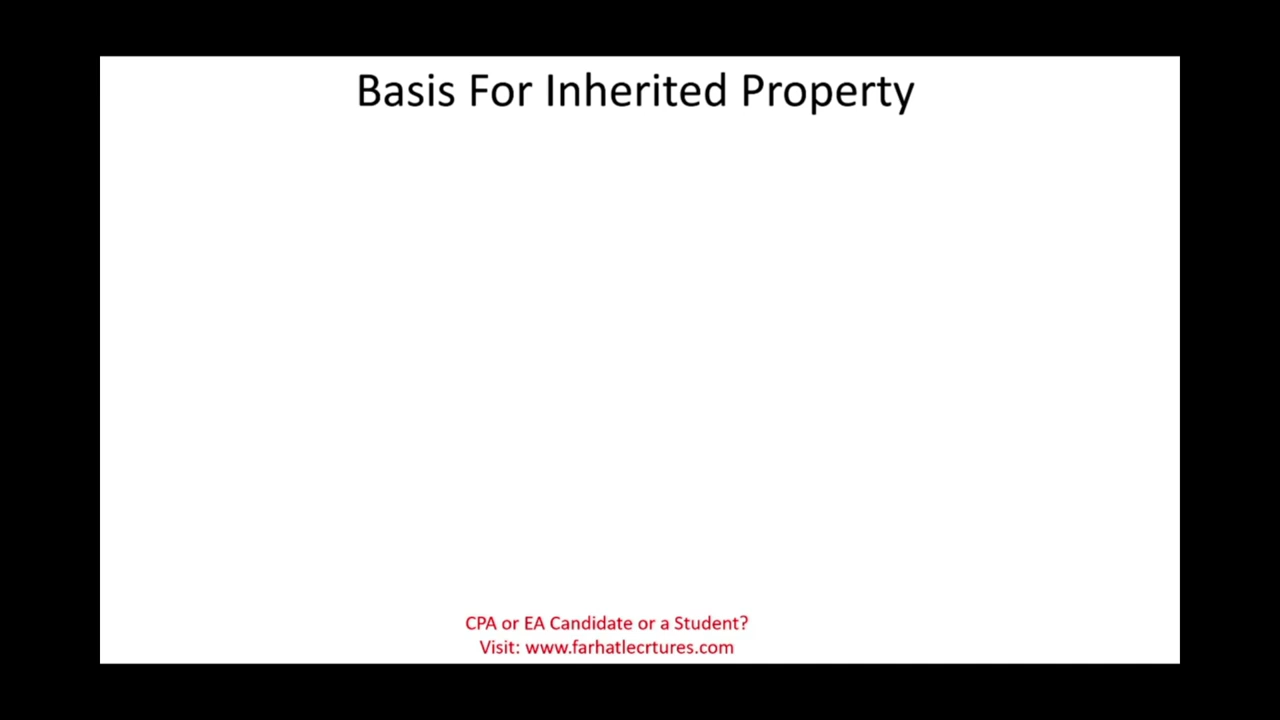 Basis For Inherited Property
CPA or EA Candidate or a Student?
Visit: www.farhatlecrtures.com